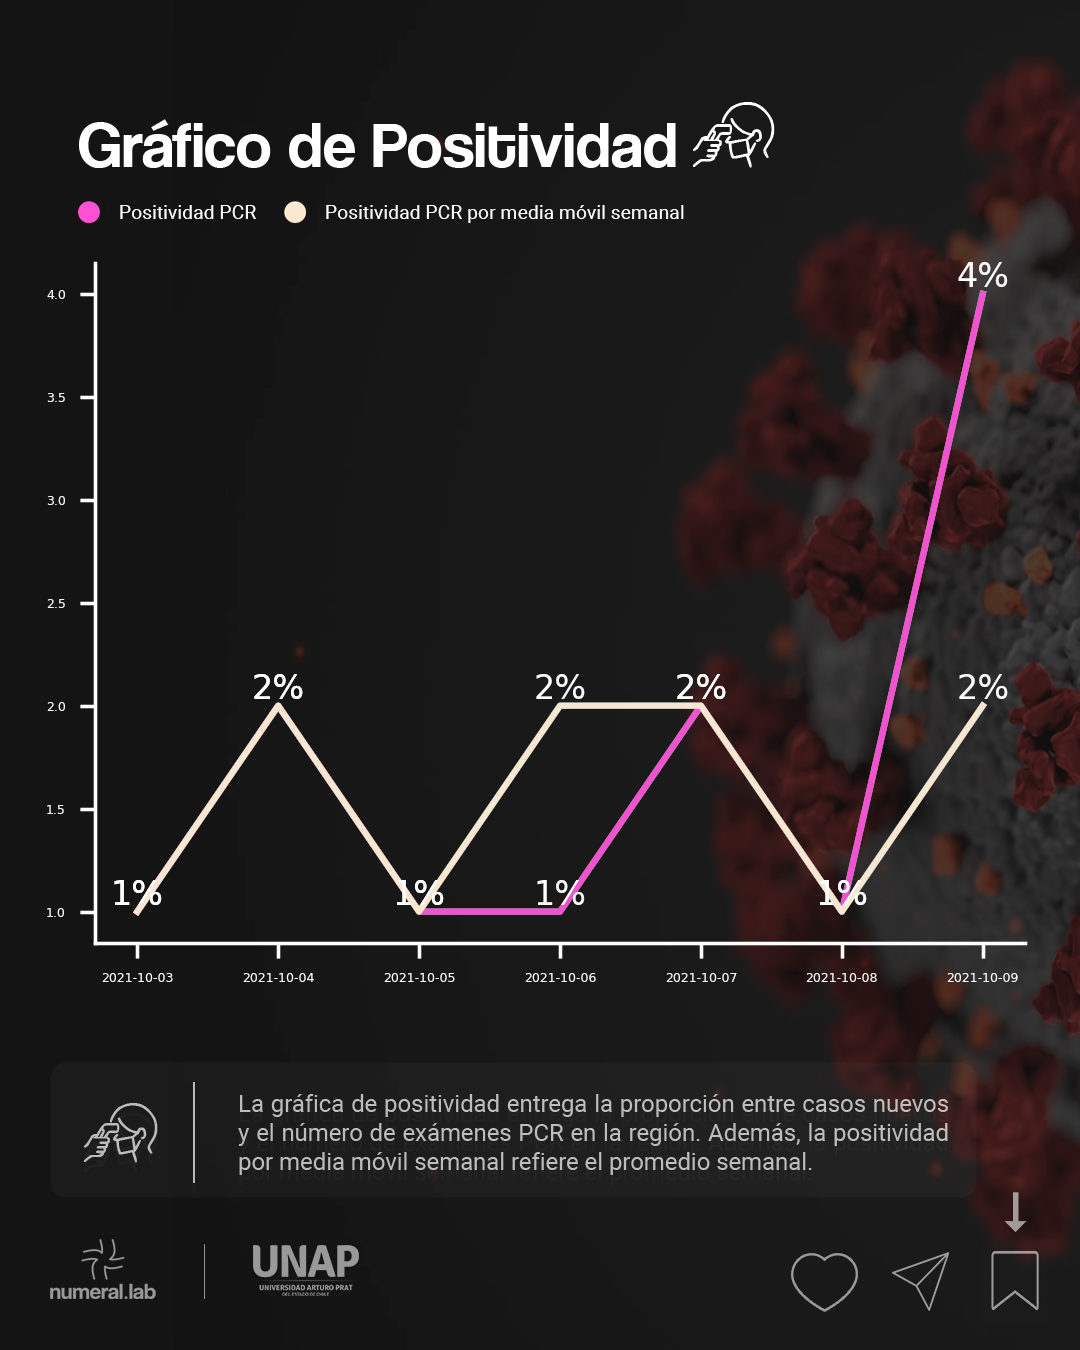 Gráfico de Positividad
Positividad PCR
Positividad PCR por media móvil semanal
4%
4.0
3.5
3.0
2.5
2% 2% 2% 2%
2.0
1.5
1% 1% 1% 1%
1.0
2021-10-03 2021-10-04 2021-10-05 2021-10-06 2021-10-07 2021-10-08 2021-10-09
La gráfica de positividad entrega la proporción entre casos nuevos
y el número de exámenes PCR en la región. Además, la positividad
por media móvil semanal refiere el promedio semanal.
numeral.lab
UNAP
UNIVERSIDAD ARTURO PRAT
DEL ESTADO DE CHILE